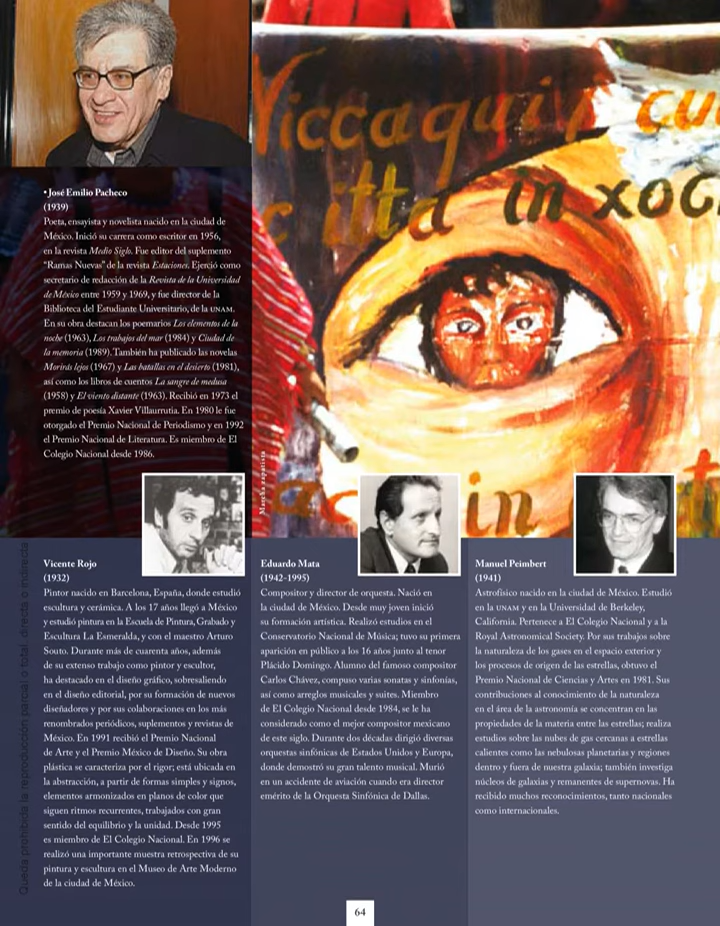 Viccaqui y cu
c itta in xoc
in
Marcha zapatista
• José Emilio Pacheco
(1939)
Poeta, ensayista y novelista nacido en la ciudad de
México. Inició su carrera como escritor en 1956,
en la revista Medio Siglo. Fue editor del suplemento
“Ramas Nuevas” de la revista Estaciones. Ejerció como
secretario de redacción de la Revista de la Universidad
de México entre 1959 y 1969, y fue director de la
Biblioteca del Estudiante Universitario, de la UNAM.
En su obra destacan los poemarios Los elementos de la
noche (1963), Los trabajos del mar (1984) y Ciudad de
la memoria (1989). También ha publicado las novelas
Morirás lejos (1967) y Las batallas en el desierto (1981),
así como los libros de cuentos La sangre de medusa
(1958) y El viento distante (1963). Recibió en 1973 el
premio de poesía Xavier Villaurrutia. En 1980 le fue
otorgado el Premio Nacional de Periodismo y en 1992
el Premio Nacional de Literatura. Es miembro de El
Colegio Nacional desde 1986.
Vicente Rojo
(1932)
Pintor nacido en Barcelona, España, donde estudió
escultura y cerámica. A los 17 años llegó a México
y estudió pintura en la Escuela de Pintura, Grabado y
Escultura La Esmeralda, y con el maestro Arturo
Souto. Durante más de cuarenta años, además
de su extenso trabajo como pintor y escultor,
ha destacado en el diseño gráfico, sobresaliendo
en el diseño editorial, por su formación de nuevos
diseñadores y por sus colaboraciones en los más
renombrados periódicos, suplementos y revistas de
México. En 1991 recibió el Premio Nacional
de Arte y el Premio México de Diseño. Su obra
plástica se caracteriza por el rigor; está ubicada en
la abstracción, a partir de formas simples y signos,
elementos armonizados en planos de color que
siguen ritmos recurrentes, trabajados con gran
sentido del equilibrio y la unidad. Desde 1995
es miembro de El Colegio Nacional. En 1996 se
realizó una importante muestra retrospectiva de su
pintura y escultura en el Museo de Arte Moderno
de la ciudad de México.
Eduardo Mata
(1942-1995)
Compositor y director de orquesta. Nació en
la ciudad de México. Desde muy joven inició
su formación artística. Realizó estudios en el
Conservatorio Nacional de Música; tuvo su primera
aparición en público a los 16 años junto al tenor
Plácido Domingo. Alumno del famoso compositor
Carlos Chávez, compuso varias sonatas y sinfonías,
así como arreglos musicales y suites. Miembro
de El Colegio Nacional desde 1984, se le ha
considerado como el mejor compositor mexicano
de este siglo. Durante dos décadas dirigió diversas
orquestas sinfónicas de Estados Unidos y Europa,
donde demostró su gran talento musical. Murió
en un accidente de aviación cuando era director
emérito de la Orquesta Sinfónica de Dallas.
Manuel Peimbert
(1941)
Astrofísico nacido en la ciudad de México. Estudió
en la UNAM y en la Universidad de Berkeley,
California. Pertenece a El Colegio Nacional y a la
Royal Astronomical Society. Por sus trabajos sobre
la naturaleza de los gases en el espacio exterior y
los procesos de origen de las estrellas, obtuvo el
Premio Nacional de Ciencias y Artes en 1981. Sus
contribuciones al conocimiento de la naturaleza
en el área de la astronomía se concentran en las
propiedades de la materia entre las estrellas; realiza
estudios sobre las nubes de gas cercanas a estrellas
calientes como las nebulosas planetarias y regiones
dentro y fuera de nuestra galaxia; también investiga
núcleos de galaxias y remanentes de supernovas. Ha
recibido muchos reconocimientos, tanto nacionales
como internacionales.
Queda prohibida la reproducción parcial o total, directa o indirecta
64